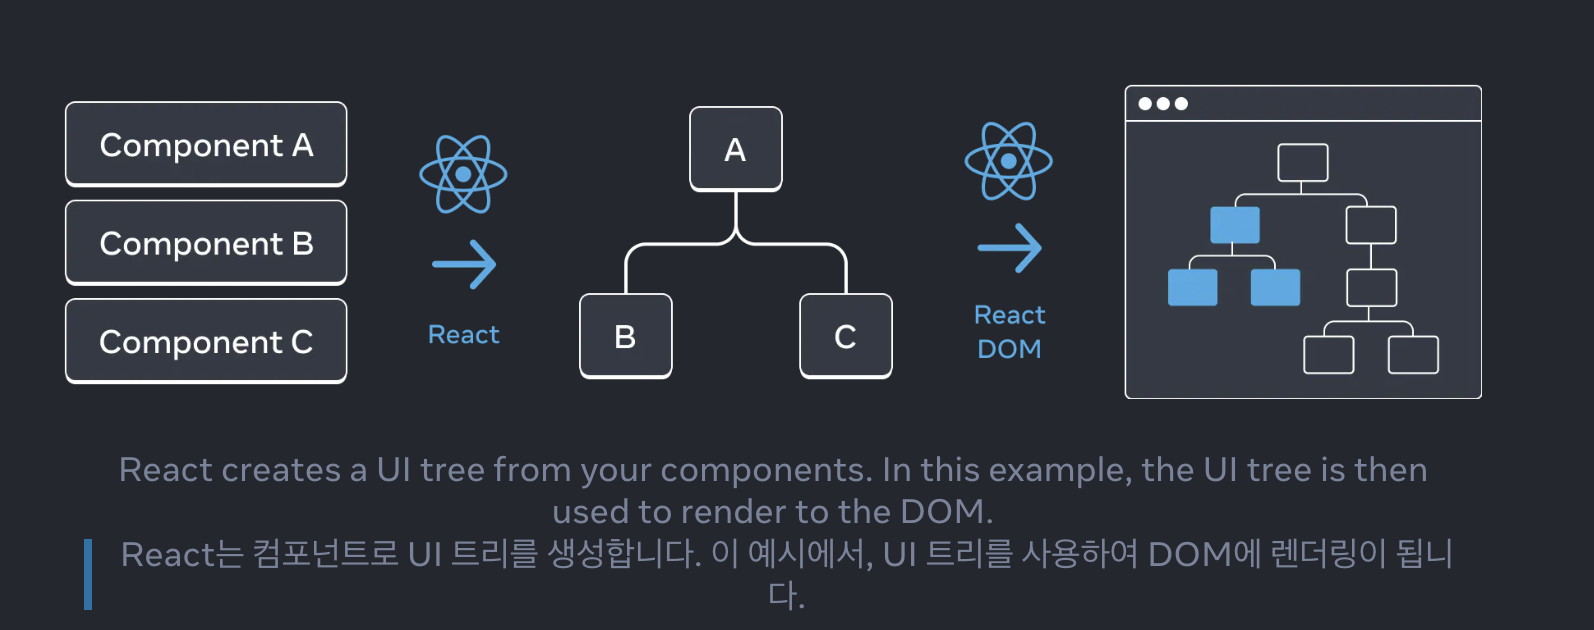 Component A
Component B
Component C
React
A
B
C
React
DOM
React creates a UI tree from your components. In this example, the UI tree is then
used to render to the DOM.
React는 컴포넌트로 UI 트리를 생성합니다. 이 예시에서, UI 트리를 사용하여 DOM에 렌더링이 됩니
다.